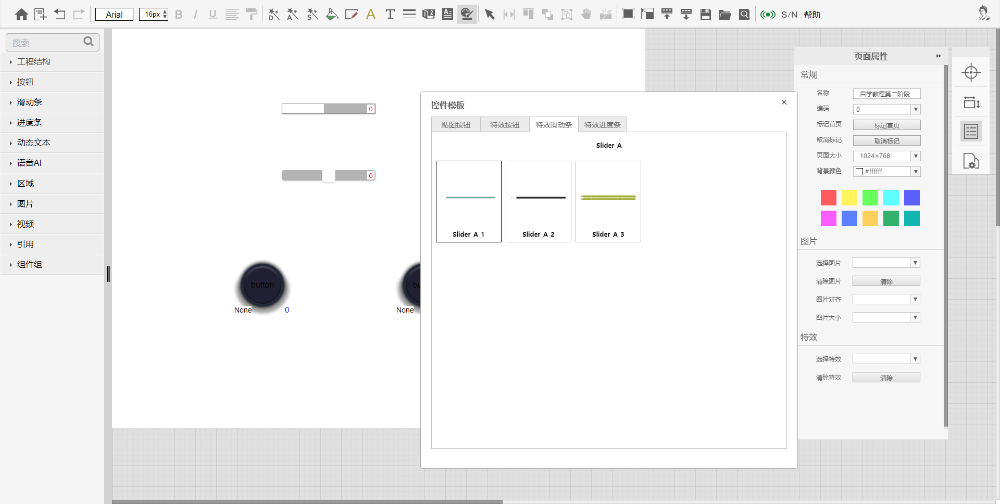 Arial 16px B I U S/N 帮助
搜索
工程结构
按钮
滑动条
进度条
动态文本
语音AI
区域
图片
视频
引用
组件组
0
0
button
None 0
bu
None
控件模板
贴图按钮 特效按钮 特效滑动条 特效进度条
Slider_A
Slider_A_1 Slider_A_2 Slider_A_3
页面属性
常规
名称 自学教程第二阶段
编码 0
标记首页 标记首页
取消标记 取消标记
页面大小 1024×768
背景颜色 #ffffff
图片
选择图片
清除图片 清除
图片对齐
图片大小
特效
选择特效
清除特效 清除